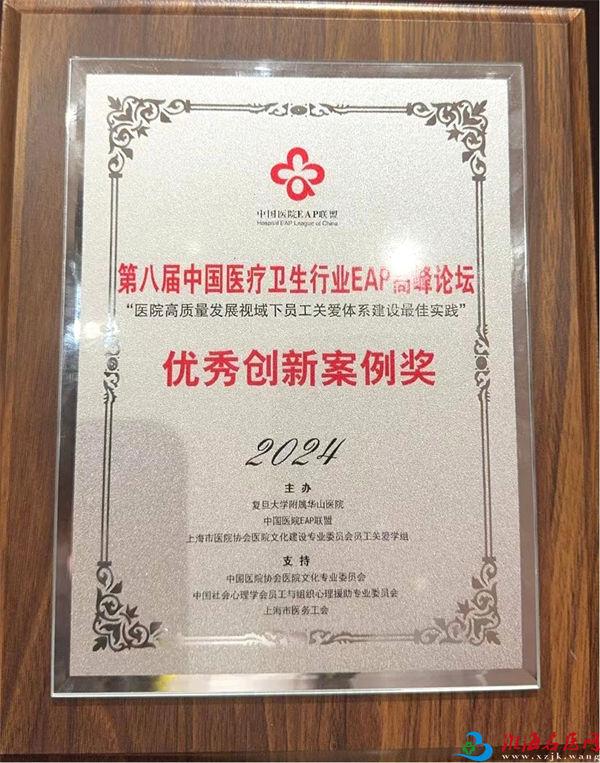 中国医院EAP联盟
Hospital EAP League of China
第八届中国医疗卫生行业EAP高峰论坛
“医院高质量发展视域下员工关爱体系建设最佳实践”
优秀创新案例奖
2024
主办
复旦大学附属华山医院
中国医院EAP联盟
上海市医院协会医院文化建设专业委员会员工关爱学组
支持
中国医院协会医院文化专业委员会
中国社会心理学会员工与组织心理援助专业委员会
上海市医务工会
淮海名医网
www.xzjk.wang